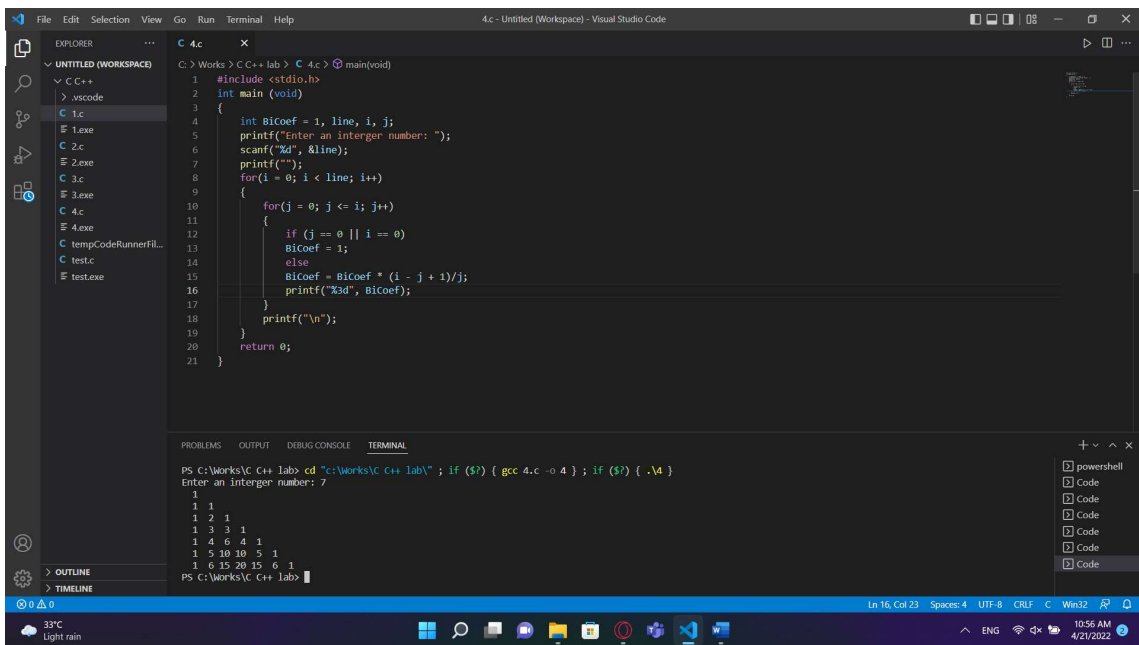 File Edit Selection View Go Run Terminal Help
4.c - Untitled (Workspace) - Visual Studio Code
EXPLORER
UNTITLED (WORKSPACE)
C C++
.vscode
C 1.c
1.exe
C 2.c
2.exe
C 3.c
3.exe
C 4.c
4.exe
C tempCodeRunnerFil...
C test.c
test.exe
OUTLINE
TIMELINE
C 4.c
C: > Works > C C++ lab > C 4.c > main(void)
1 #include <stdio.h>
2 int main (void)
3 {
4 int BiCoef = 1, line, i, j;
5 printf("Enter an interger number: ");
6 scanf("%d", &line);
7 printf("");
8 for(i = 0; i < line; i++)
9 {
10 for(j = 0; j <= i; j++)
11 {
12 if (j == 0 || i == 0)
13 BiCoef = 1;
14 else
15 BiCoef = BiCoef * (i - j + 1)/j;
16 printf("%3d", BiCoef);
17 }
18 printf("\n");
19 }
20 return 0;
21 }
PROBLEMS OUTPUT DEBUG CONSOLE TERMINAL
PS C:\Works\C C++ lab> cd "c:\Works\C C++ lab\" ; if ($?) { gcc 4.c -o 4 } ; if ($?) { .\4 }
Enter an interger number: 7
1
1 1
1 2 1
1 3 3 1
1 4 6 4 1
1 5 10 10 5 1
1 6 15 20 15 6 1
PS C:\Works\C C++ lab>
powershell
Code
Code
Code
Code
Code
Code
0 0
Ln 16, Col 23 Spaces: 4 UTF-8 CRLF C Win32
33°C
Light rain
ENG
10:56 AM
4/21/2022
2